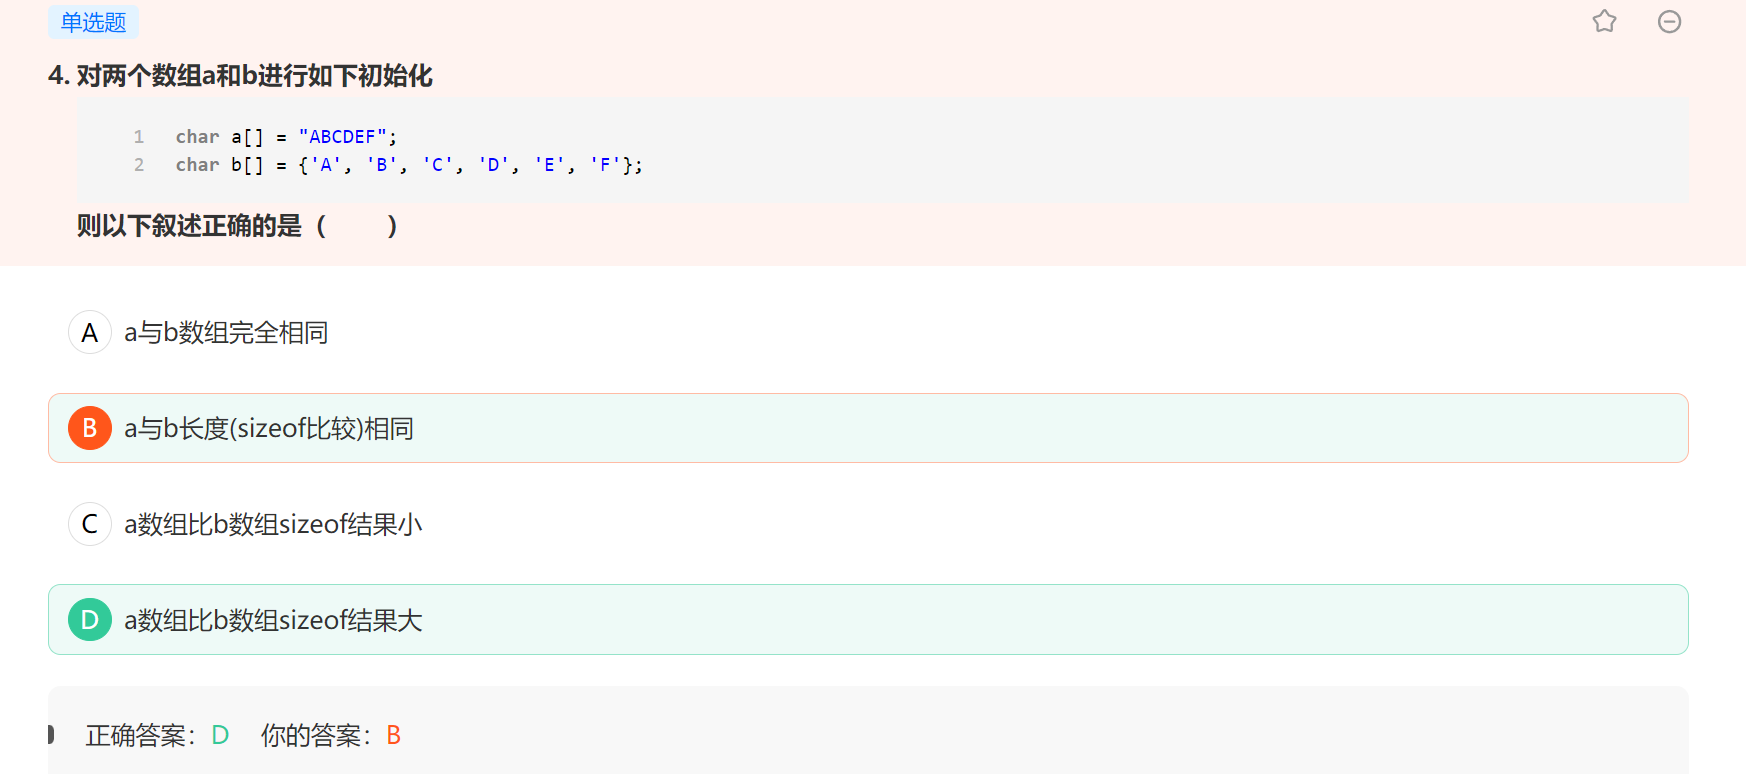 单选题
4. 对两个数组a和b进行如下初始化
1 char a[] = "ABCDEF";
2 char b[] = {'A', 'B', 'C', 'D', 'E', 'F'};
则以下叙述正确的是（  ）
A a与b数组完全相同
B a与b长度(sizeof比较)相同
C a数组比b数组sizeof结果小
D a数组比b数组sizeof结果大
正确答案：D 你的答案：B